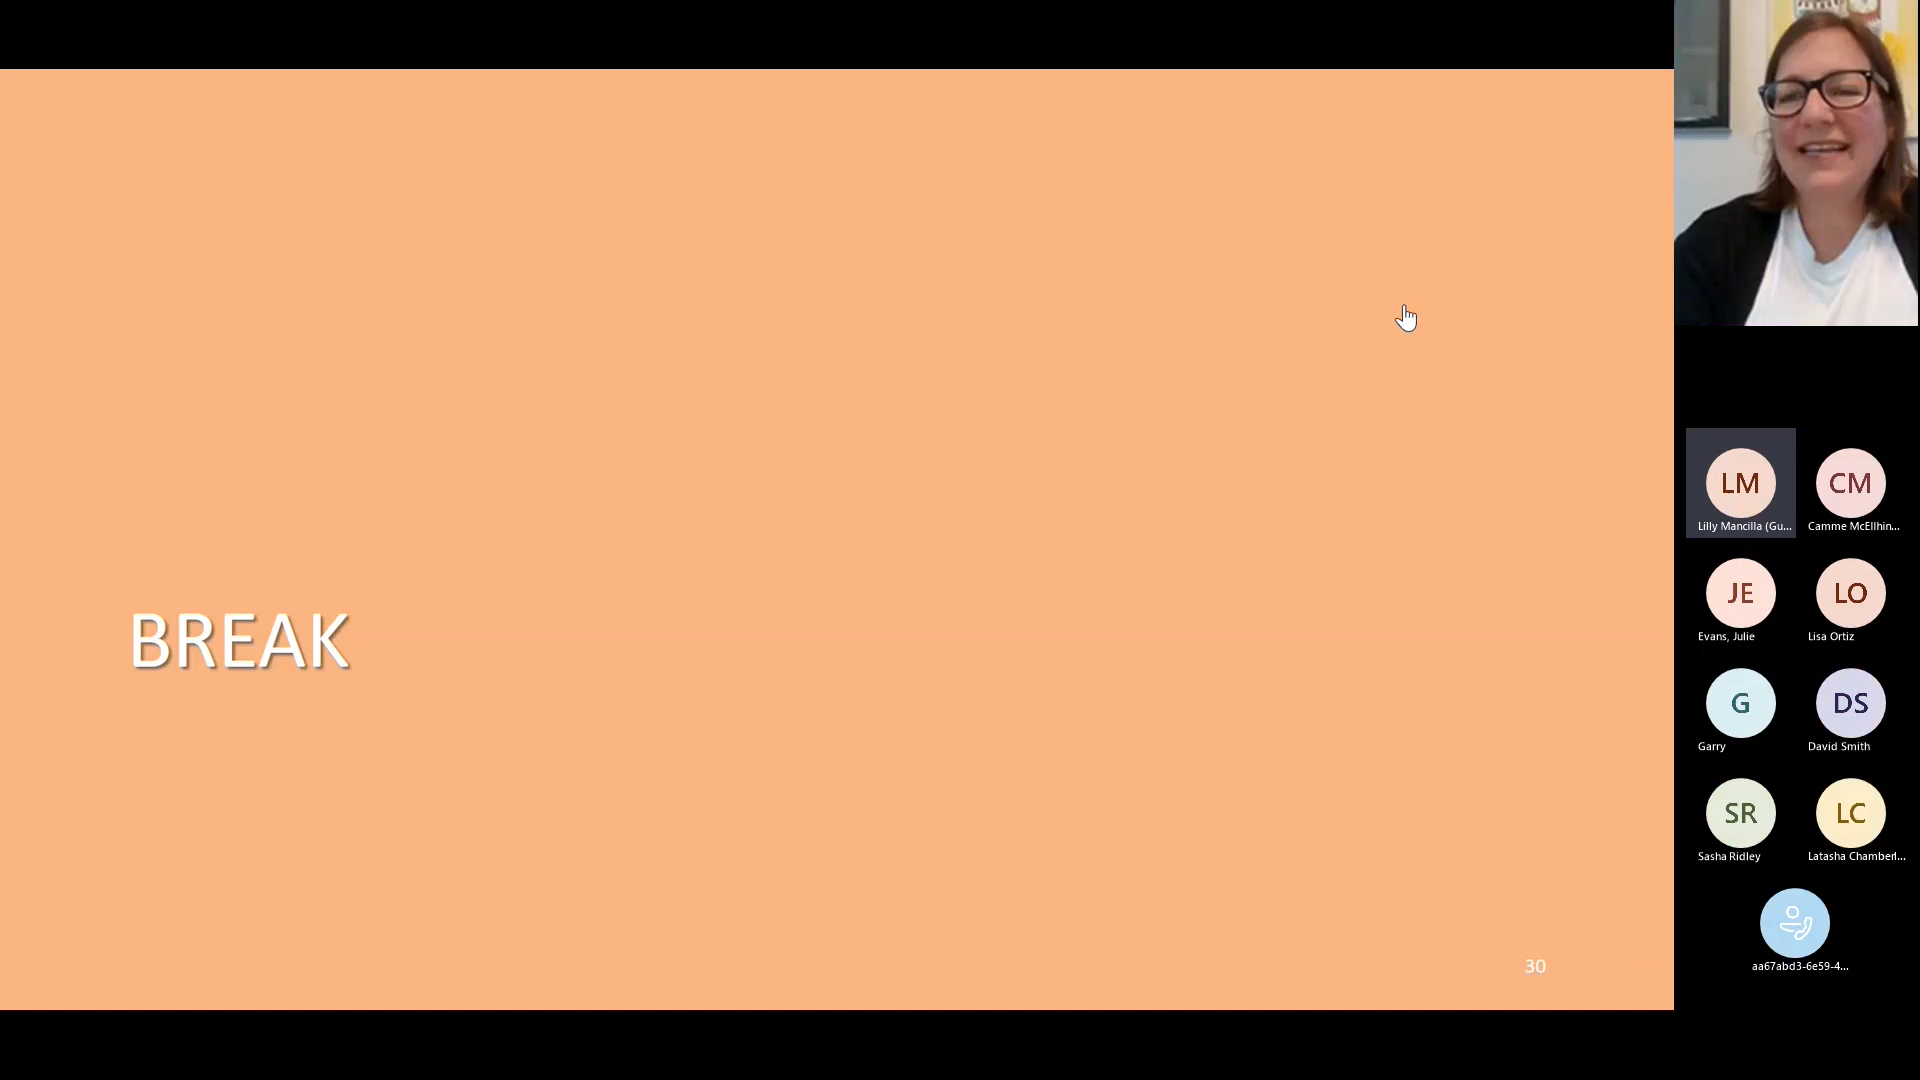 BREAK
30
LM
CM
Lilly Mancilla (Gu...
Camme McEllhin...
JE
LO
Evans, Julie
Lisa Ortiz
G
DS
Garry
David Smith
SR
LC
Sasha Ridley
Latasha Chamberl...
aa67abd3-6e59-4...